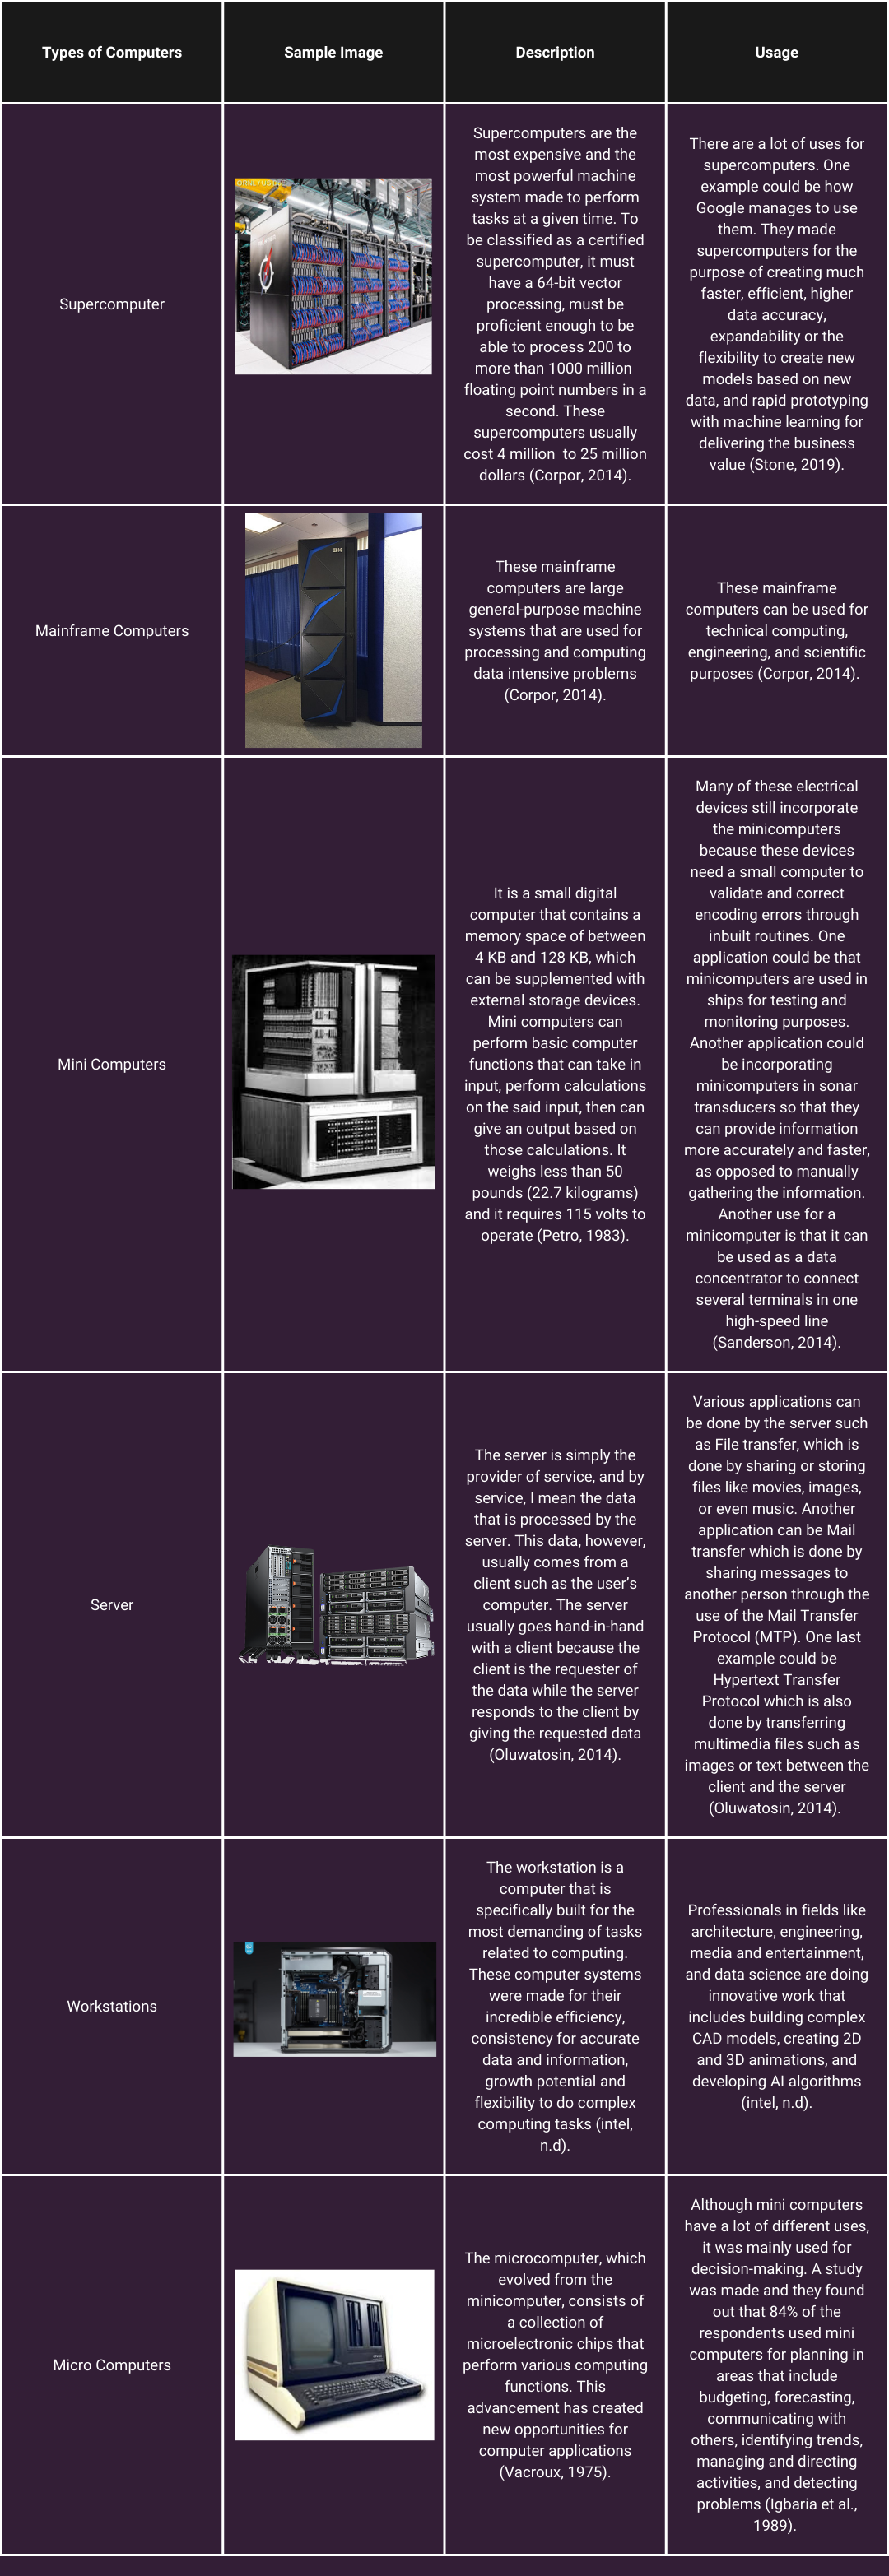 Types of Computers
Sample Image
Description
Usage
Supercomputer
Supercomputers are the
most expensive and the
most powerful machine
system made to perform
tasks at a given time. To
be classified as a certified
supercomputer, it must
have a 64-bit vector
processing, must be
proficient enough to be
able to process 200 to
more than 1000 million
floating point numbers in a
second. These
supercomputers usually
cost 4 million  to 25 million
dollars (Corpor, 2014).
There are a lot of uses for
supercomputers. One
example could be how
Google manages to use
them. They made
supercomputers for the
purpose of creating much
faster, efficient, higher
data accuracy,
expandability or the
flexibility to create new
models based on new
data, and rapid prototyping
with machine learning for
delivering the business
value (Stone, 2019).
Mainframe Computers
These mainframe
computers are large
general-purpose machine
systems that are used for
processing and computing
data intensive problems
(Corpor, 2014).
These mainframe
computers can be used for
technical computing,
engineering, and scientific
purposes (Corpor, 2014).
Mini Computers
It is a small digital
computer that contains a
memory space of between
4 KB and 128 KB, which
can be supplemented with
external storage devices.
Mini computers can
perform basic computer
functions that can take in
input, perform calculations
on the said input, then can
give an output based on
those calculations. It
weighs less than 50
pounds (22.7 kilograms)
and it requires 115 volts to
operate (Petro, 1983).
Many of these electrical
devices still incorporate
the minicomputers
because these devices
need a small computer to
validate and correct
encoding errors through
inbuilt routines. One
application could be that
minicomputers are used in
ships for testing and
monitoring purposes.
Another application could
be incorporating
minicomputers in sonar
transducers so that they
can provide information
more accurately and faster,
as opposed to manually
gathering the information.
Another use for a
minicomputer is that it can
be used as a data
concentrator to connect
several terminals in one
high-speed line
(Sanderson, 2014).
Server
The server is simply the
provider of service, and by
service, I mean the data
that is processed by the
server. This data, however,
usually comes from a
client such as the user's
computer. The server
usually goes hand-in-hand
with a client because the
client is the requester of
the data while the server
responds to the client by
giving the requested data
(Oluwatosin, 2014).
Various applications can
be done by the server such
as File transfer, which is
done by sharing or storing
files like movies, images,
or even music. Another
application can be Mail
transfer which is done by
sharing messages to
another person through the
use of the Mail Transfer
Protocol (MTP). One last
example could be
Hypertext Transfer
Protocol which is also
done by transferring
multimedia files such as
images or text between the
client and the server
(Oluwatosin, 2014).
Workstations
The workstation is a
computer that is
specifically built for the
most demanding of tasks
related to computing.
These computer systems
were made for their
incredible efficiency,
consistency for accurate
data and information,
growth potential and
flexibility to do complex
computing tasks (intel,
n.d).
Professionals in fields like
architecture, engineering,
media and entertainment,
and data science are doing
innovative work that
includes building complex
CAD models, creating 2D
and 3D animations, and
developing AI algorithms
(intel, n.d).
Micro Computers
The microcomputer, which
evolved from the
minicomputer, consists of
a collection of
microelectronic chips that
perform various computing
functions. This
advancement has created
new opportunities for
computer applications
(Vacroux, 1975).
Although mini computers
have a lot of different uses,
it was mainly used for
decision-making. A study
was made and they found
out that 84% of the
respondents used mini
computers for planning in
areas that include
budgeting, forecasting,
communicating with
others, identifying trends,
managing and directing
activities, and detecting
problems (Igbaria et al.,
1989).